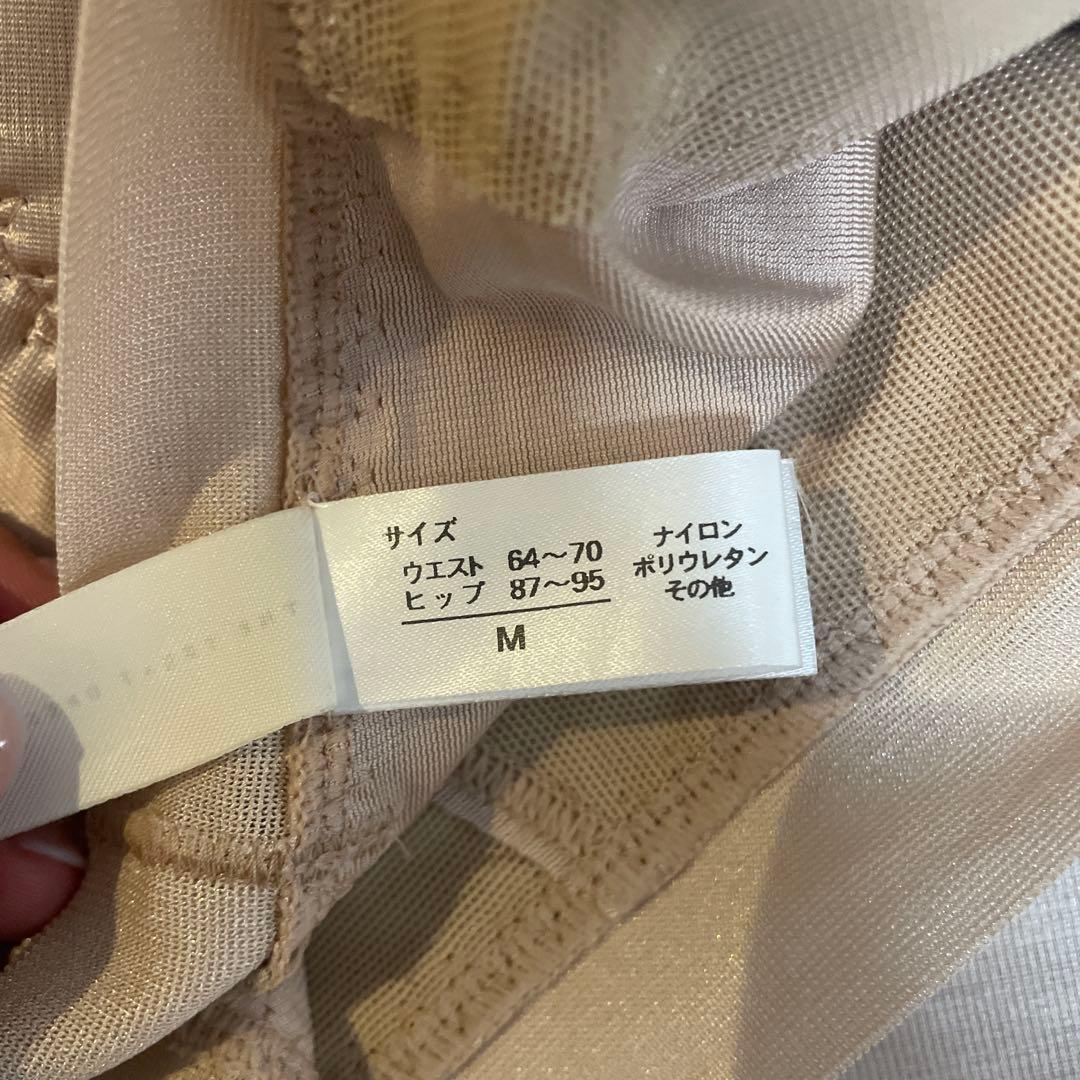 サイズ
ウエスト 64～70
ヒップ 87～95
M
ナイロン
ポリウレタン
その他